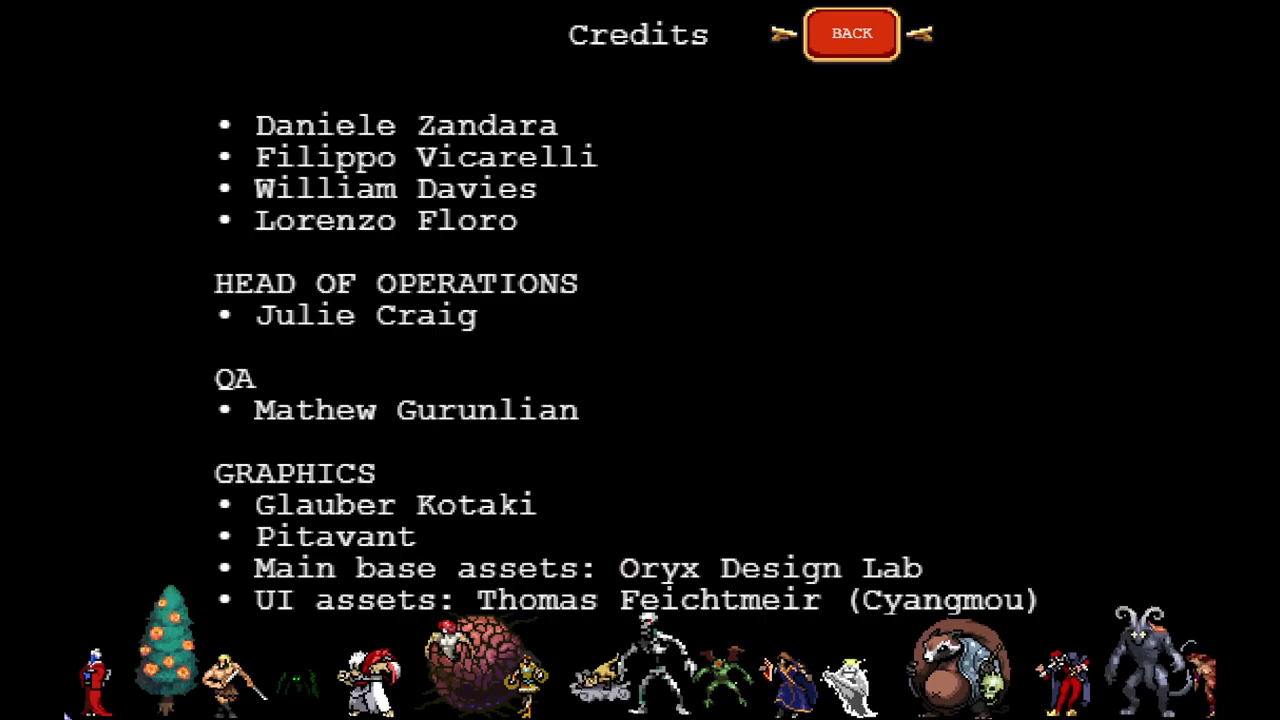 Credits
BACK
• Daniele Zandara
• Filippo Vicarelli
• William Davies
• Lorenzo Floro
HEAD OF OPERATIONS
• Julie Craig
QA
• Mathew Gurunlian
GRAPHICS
• Glauber Kotaki
• Pitavant
• Main base assets: Oryx Design Lab
• UI assets: Thomas Feichtmeir (Cyangmou)